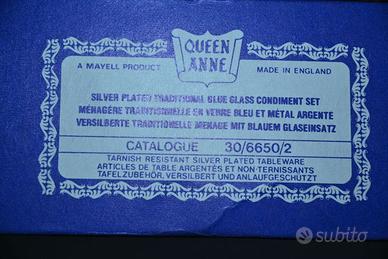 QUEEN
ANNE
A MAYELL PRODUCT
MADE IN ENGLAND
SILVER PLATED TRADITIONAL BLUE GLASS CONDIMENT SET
MÉNAGÈRE TRADITIONNELLE EN VERRE BLEU ET MÉTAL ARGENTE
VERSILBERTE TRADITIONELLE MENAGE MIT BLAUEM GLASEINSATZ
CATALOGUE 30/6650/2
TARNISH RESISTANT SILVER PLATED TABLEWARE
ARTICLES DE TABLE ARGENTÉS ET NON-TERNISSANTS
TAFELZUBEHÖR, VERSILBERT UND ANLAUFGESCHÜTZT
subito